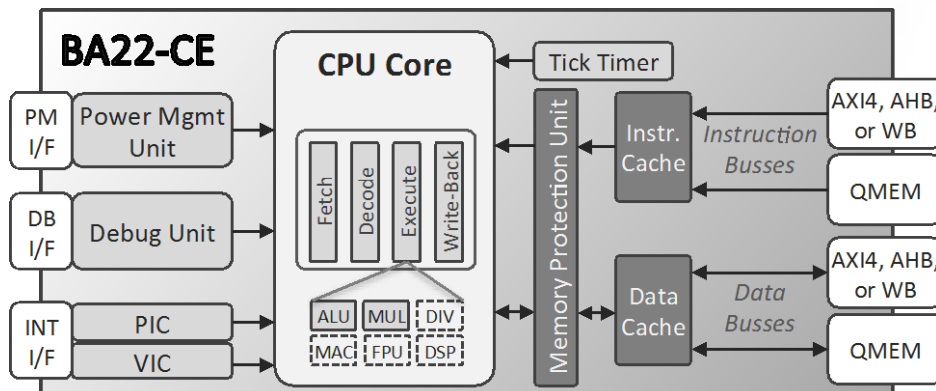 BA22-CE
CPU Core
Tick Timer
PM
I/F
Power Mgmt
Unit
DB
I/F
Debug Unit
INT
I/F
PIC
VIC
Fetch
Decode
Execute
Write-Back
ALU
MUL
DIV
MAC
FPU
DSP
Memory Protection Unit
Instr.
Cache
Instruction
Busses
AXI4, AHB,
or WB
QMEM
Data
Cache
Data
Busses
AXI4, AHB,
or WB
QMEM